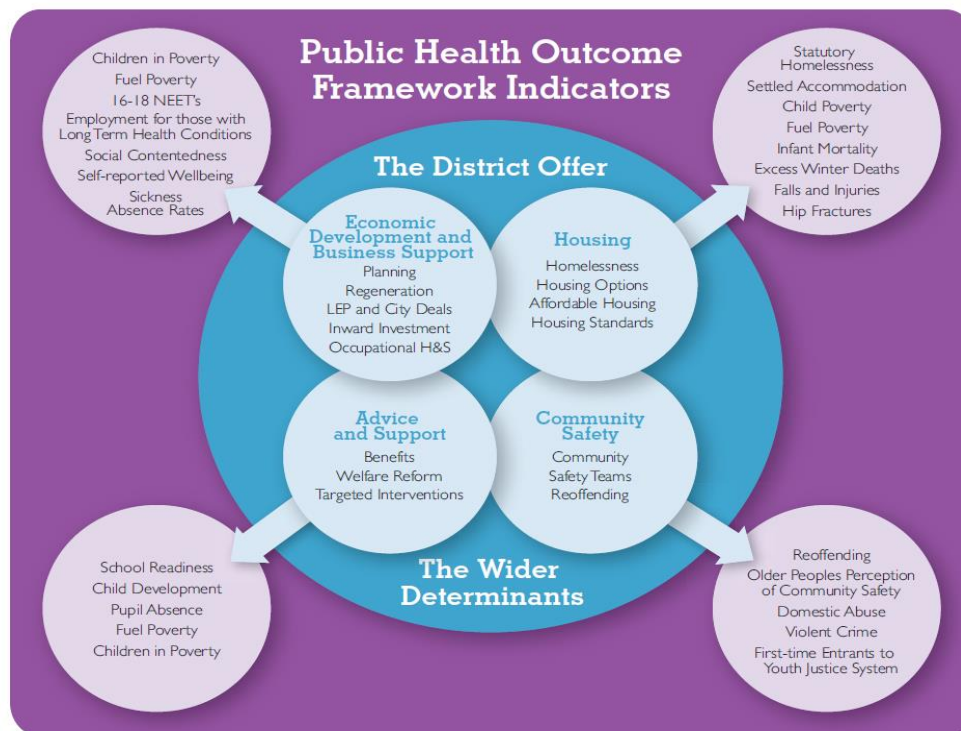 Public Health Outcome
Framework Indicators
Children in Poverty
Fuel Poverty
16-18 NEET's
Employment for those with
Long Term Health Conditions
Social Contentedness
Self-reported Wellbeing
Sickness
Absence Rates
Statutory
Homelessness
Settled Accommodation
Child Poverty
Fuel Poverty
Infant Mortality
Excess Winter Deaths
Falls and Injuries
Hip Fractures
The District Offer
Economic
Development and
Business Support
Planning
Regeneration
LEP and City Deals
Inward Investment
Occupational H&S
Housing
Homelessness
Housing Options
Affordable Housing
Housing Standards
Advice
and Support
Benefits
Welfare Reform
Targeted Interventions
Community
Safety
Community
Safety Teams
Reoffending
School Readiness
Child Development
Pupil Absence
Fuel Poverty
Children in Poverty
The Wider
Determinants
Reoffending
Older Peoples Perception
of Community Safety
Domestic Abuse
Violent Crime
First-time Entrants to
Youth Justice System